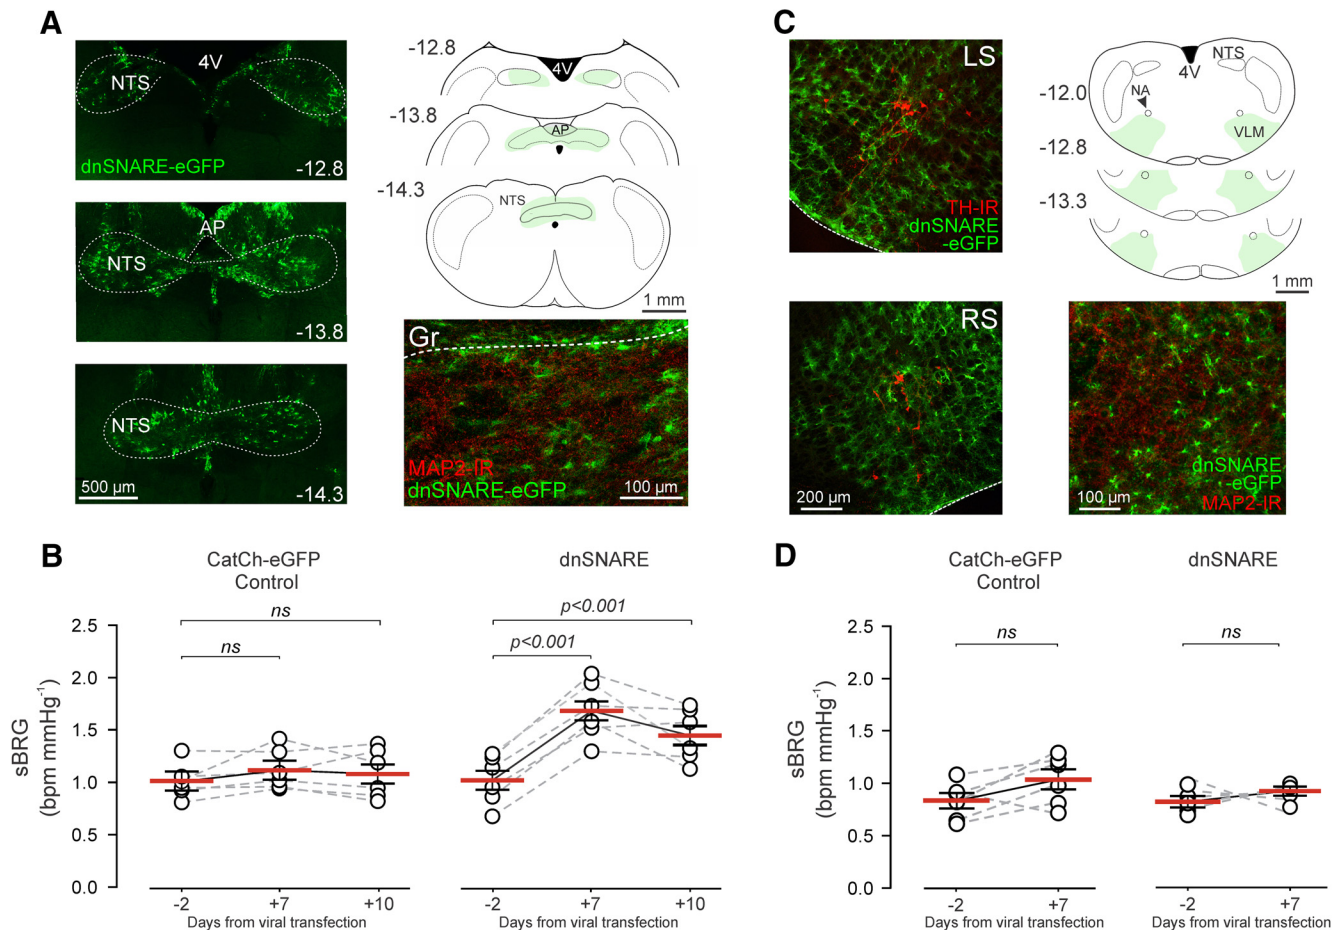 A
4V
NTS
dnSNARE-eGFP
-12.8
AP
NTS
-13.8
NTS
500 µm
-14.3
-12.8
4V
-13.8
AP
-14.3
NTS
1 mm
Gr
MAP2-IR
dnSNARE-eGFP
100 µm
C
LS
TH-IR
dnSNARE
-eGFP
RS
200 µm
NTS
4V
-12.0
NA
VLM
-12.8
-13.3
1 mm
dnSNARE
-eGFP
100 µm
MAP2-IR
B
CatCh-eGFP
Control
dnSNARE
ns
ns
p<0.001
p<0.001
sBRG
(bpm mmHg⁻¹)
2.5
2.0
1.5
1.0
0.5
0.0
-2
+7
+10
Days from viral transfection
-2
+7
+10
Days from viral transfection
D
CatCh-eGFP
Control
dnSNARE
ns
ns
sBRG
(bpm mmHg⁻¹)
2.5
2.0
1.5
1.0
0.5
0.0
-2
+7
Days from viral transfection
-2
+7
Days from viral transfection